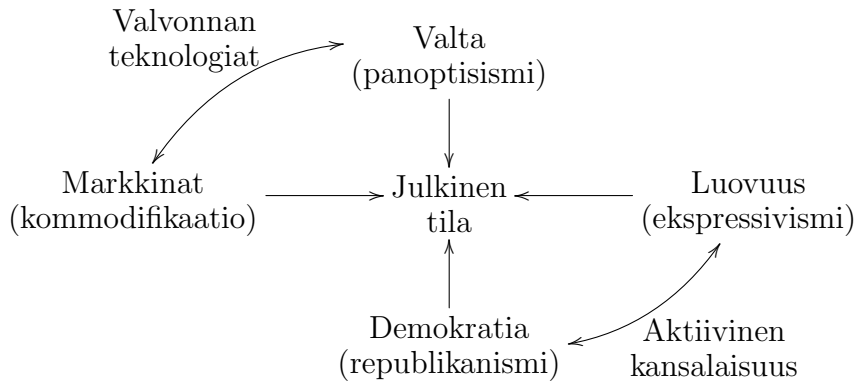 Valvonnan
teknologiat
Valta
(panoptisismi)
Markkinat
(kommodifikaatio)
Julkinen
tila
Luovuus
(ekspressivismi)
Demokratia
(republikanismi)
Aktiivinen
kansalaisuus